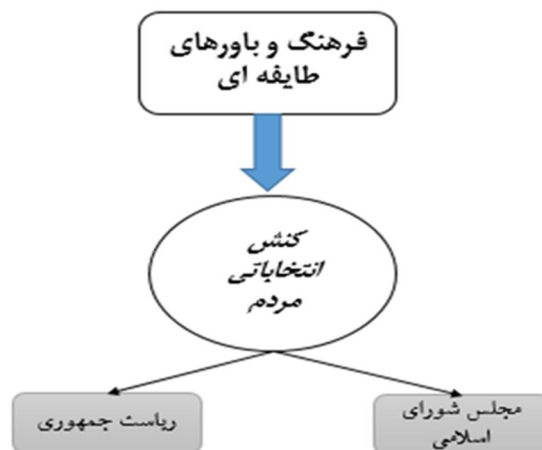 فرهنگ و باورهای
طایفه ای
کنش
انتخاباتی
مردم
مجلس شورای
اسلامی
ریاست جمهوری